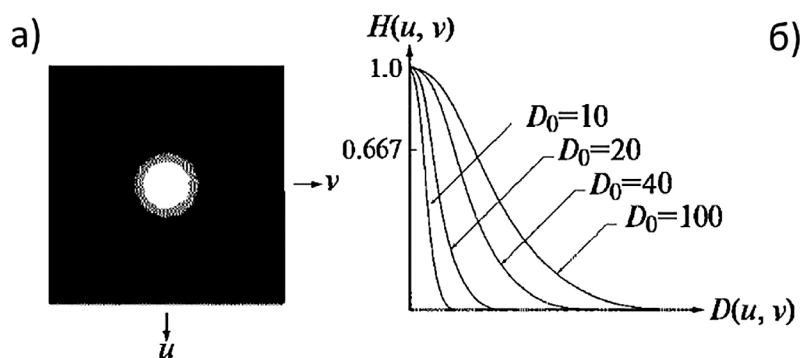 а)
v
u
б)
H(u, v)
1.0
0.667
D₀=10
D₀=20
D₀=40
D₀=100
D(u, v)